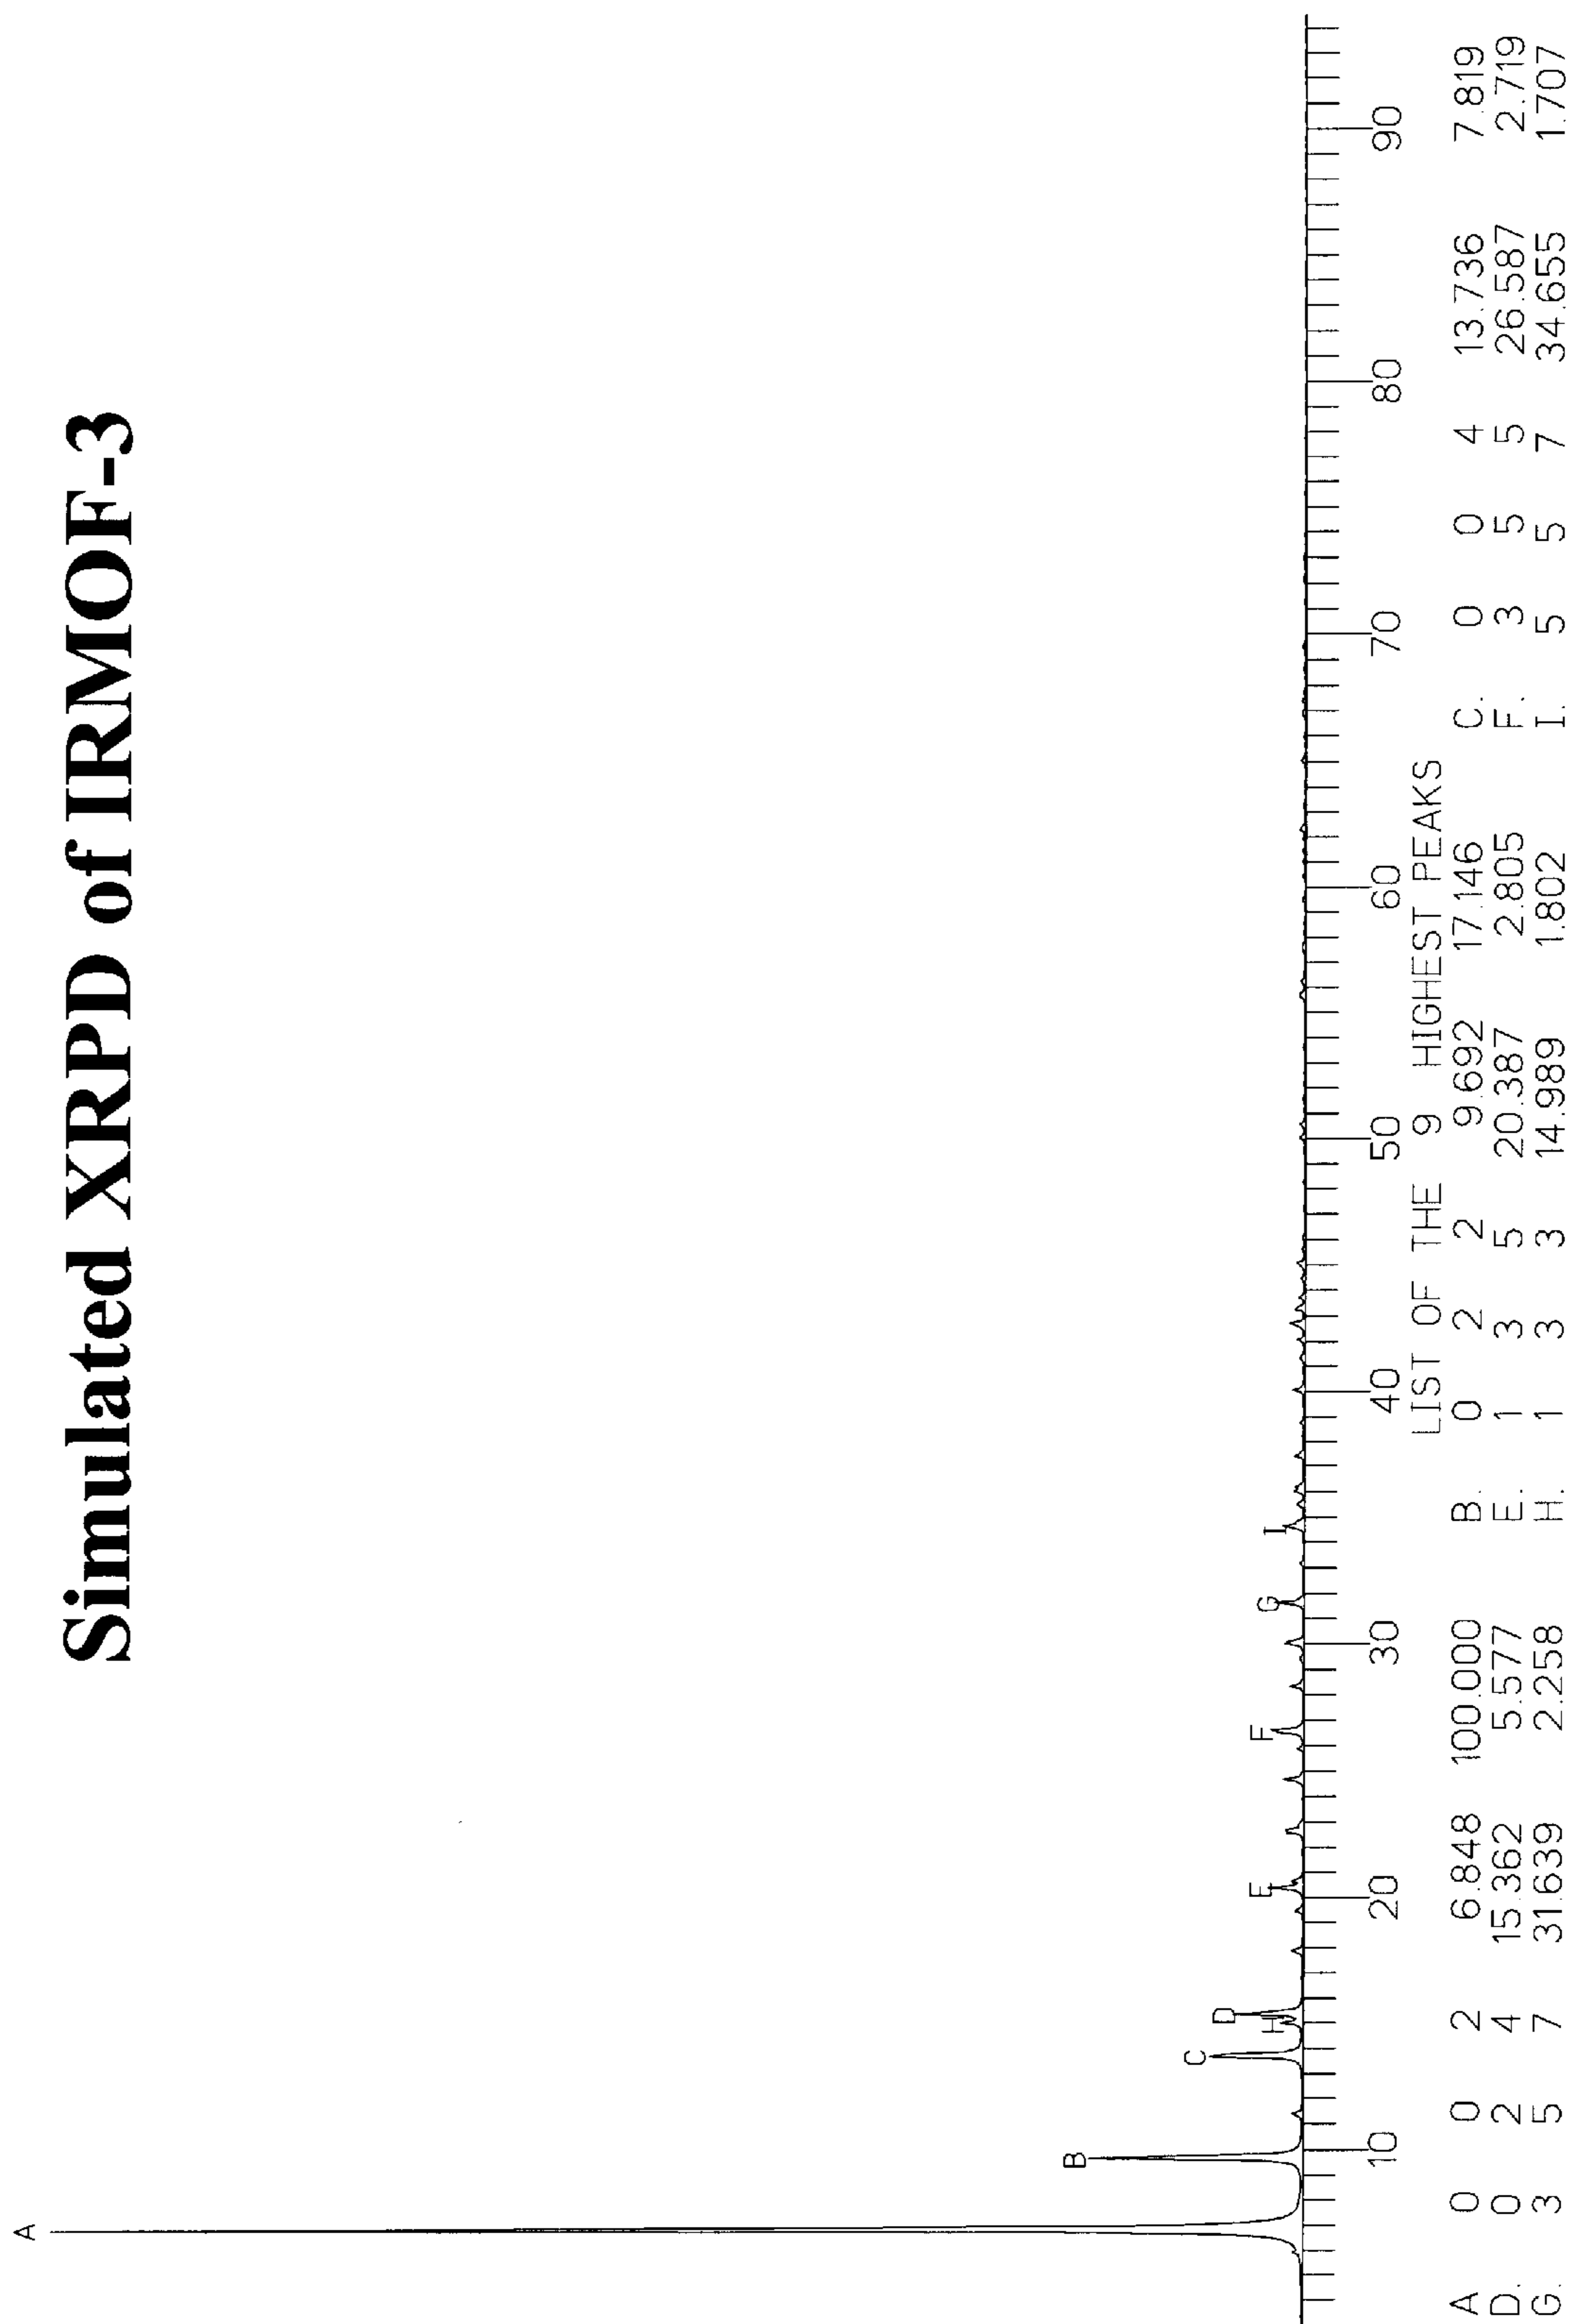 Simulated XRPD of IRMOF-3
A
B
C
H
D
E
F
G
I
10 20 30 40 50 60 70 80 90
LIST OF THE 9 HIGHEST PEAKS
A 0 0 2 6.848 100.000 B. 0 2 2 9.692 17.146 C. 0 0 4 13.736 7.819
D. 0 2 4 15.362 5.577 E. 1 3 5 20.387 2.805 F. 3 5 5 26.587 2.719
G. 3 5 7 31.639 2.258 H. 1 3 3 14.989 1.802 I. 5 5 7 34.655 1.707